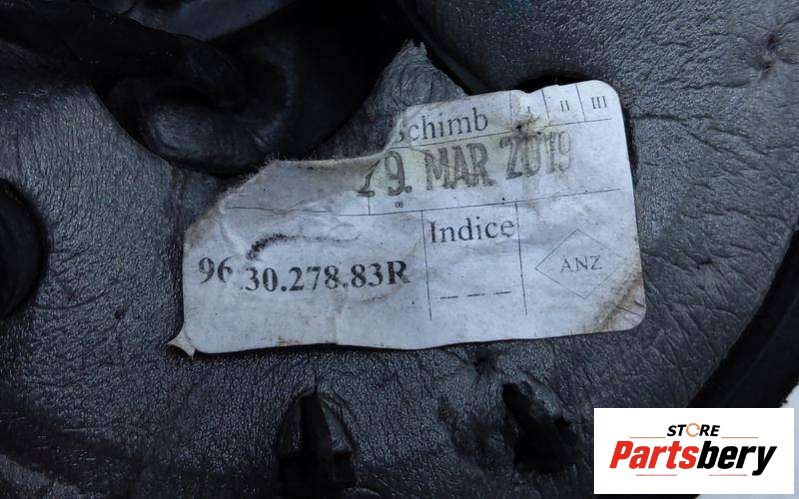 Schimb I II III
29. MAR. 2019
Indice
96.30.278.83R
ANZ
STORE
Partsbery